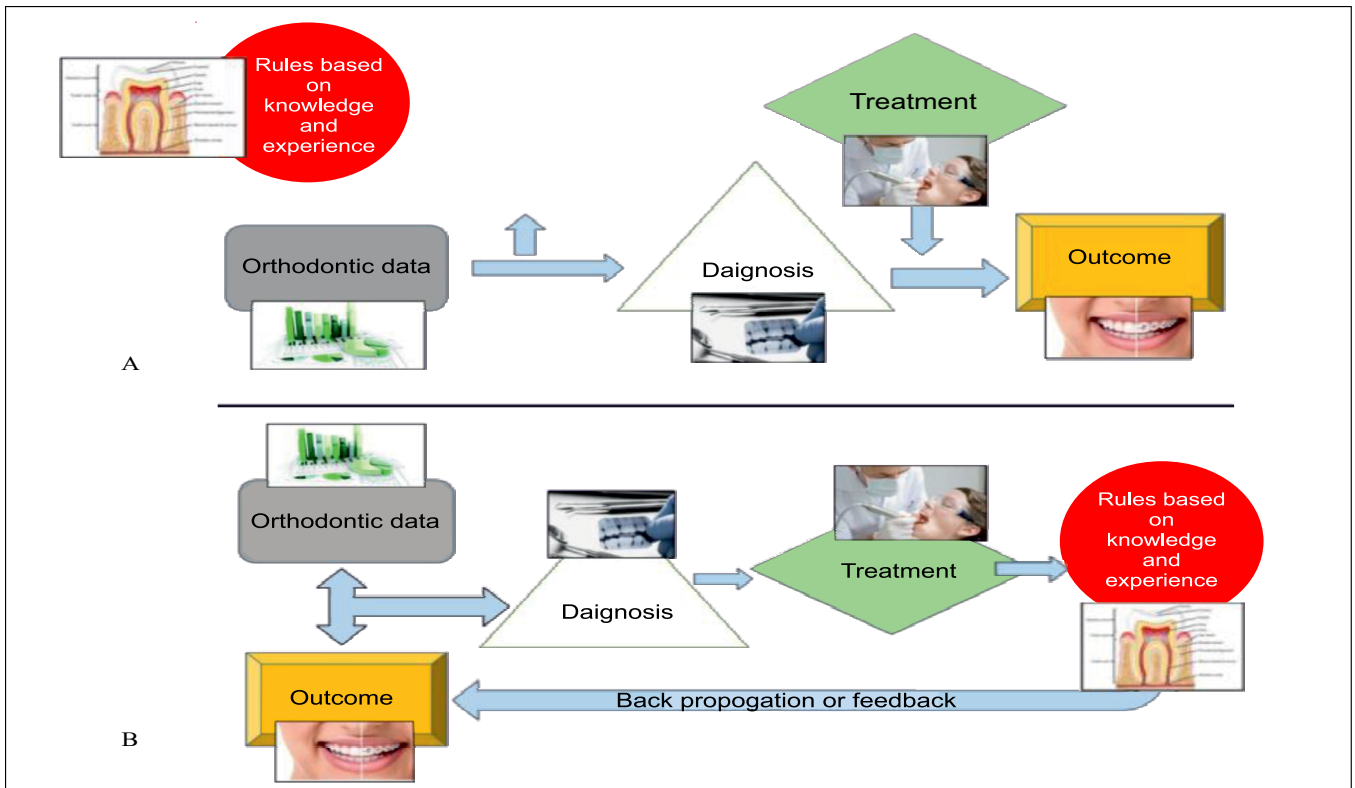 Rules based
on
knowledge
and
experience
Treatment
Orthodontic data
Daignosis
Outcome
A
Orthodontic data
Daignosis
Treatment
Rules based
on
knowledge
and
experience
Outcome
Back propogation or feedback
B